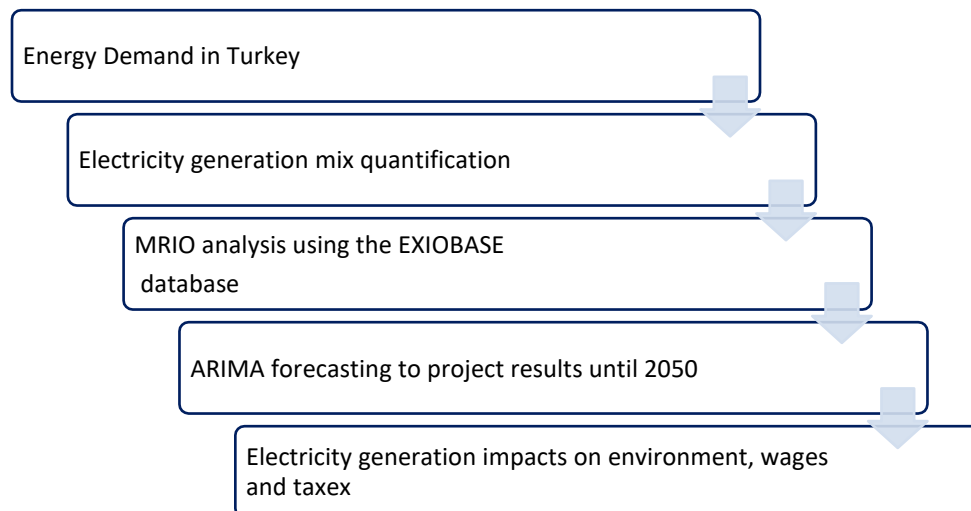 Energy Demand in Turkey
Electricity generation mix quantification
MRIO analysis using the EXIOBASE
database
ARIMA forecasting to project results until 2050
Electricity generation impacts on environment, wages
and taxex